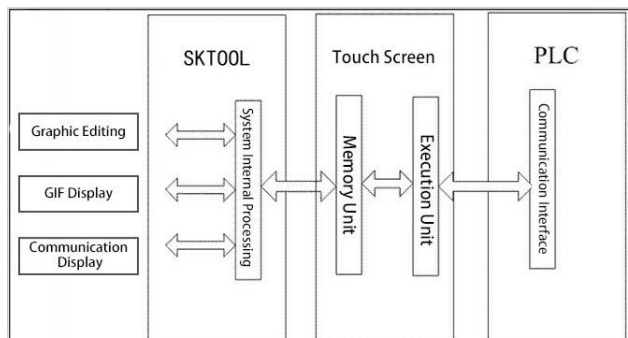 SKTOOL
Touch Screen
PLC
Graphic Editing
GIF Display
Communication
Display
System Internal Processing
Memory Unit
Execution Unit
Communication Interface